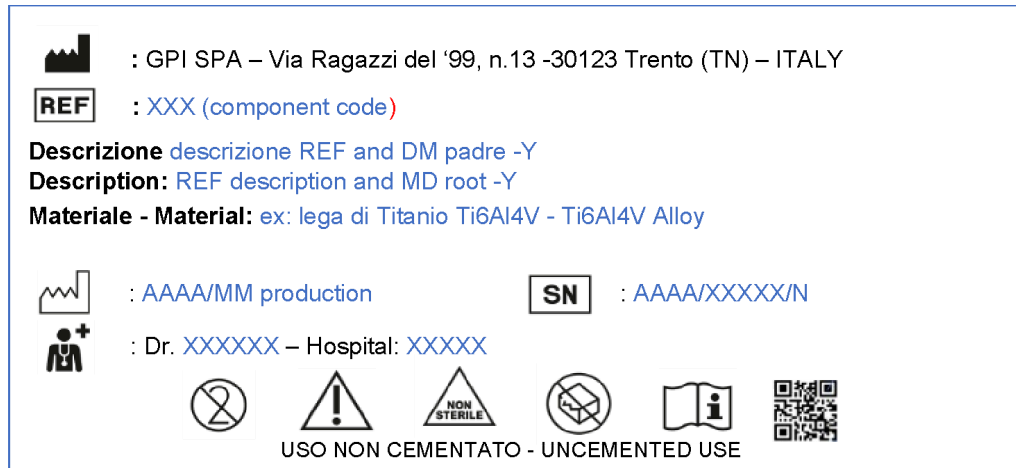 : GPI SPA – Via Ragazzi del ‘99, n.13 -30123 Trento (TN) – ITALY
REF : XXX (component code)
Descrizione descrizione REF and DM padre -Y
Description: REF description and MD root -Y
Materiale - Material: ex: lega di Titanio Ti6Al4V - Ti6Al4V Alloy
: AAAA/MM production SN : AAAA/XXXXX/N
: Dr. XXXXXX – Hospital: XXXXX
2 NON STERILE i
USO NON CEMENTATO - UNCEMENTED USE